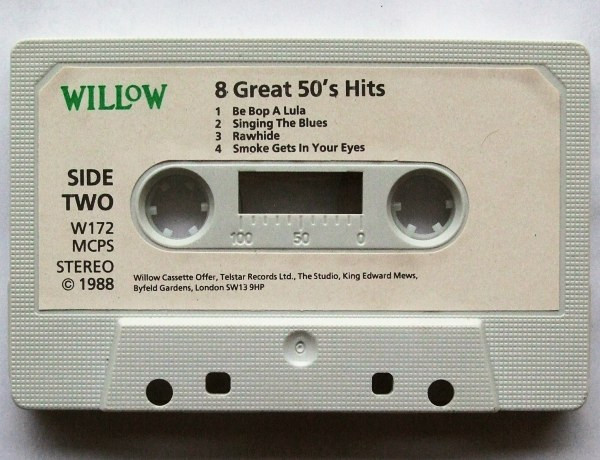 WILLOW
8 Great 50's Hits
1 Be Bop A Lula
2 Singing The Blues
3 Rawhide
4 Smoke Gets In Your Eyes
SIDE
TWO
W172
MCPS
STEREO
© 1988
100 50 0
Willow Cassette Offer, Telstar Records Ltd., The Studio, King Edward Mews,
Byfeld Gardens, London SW13 9HP